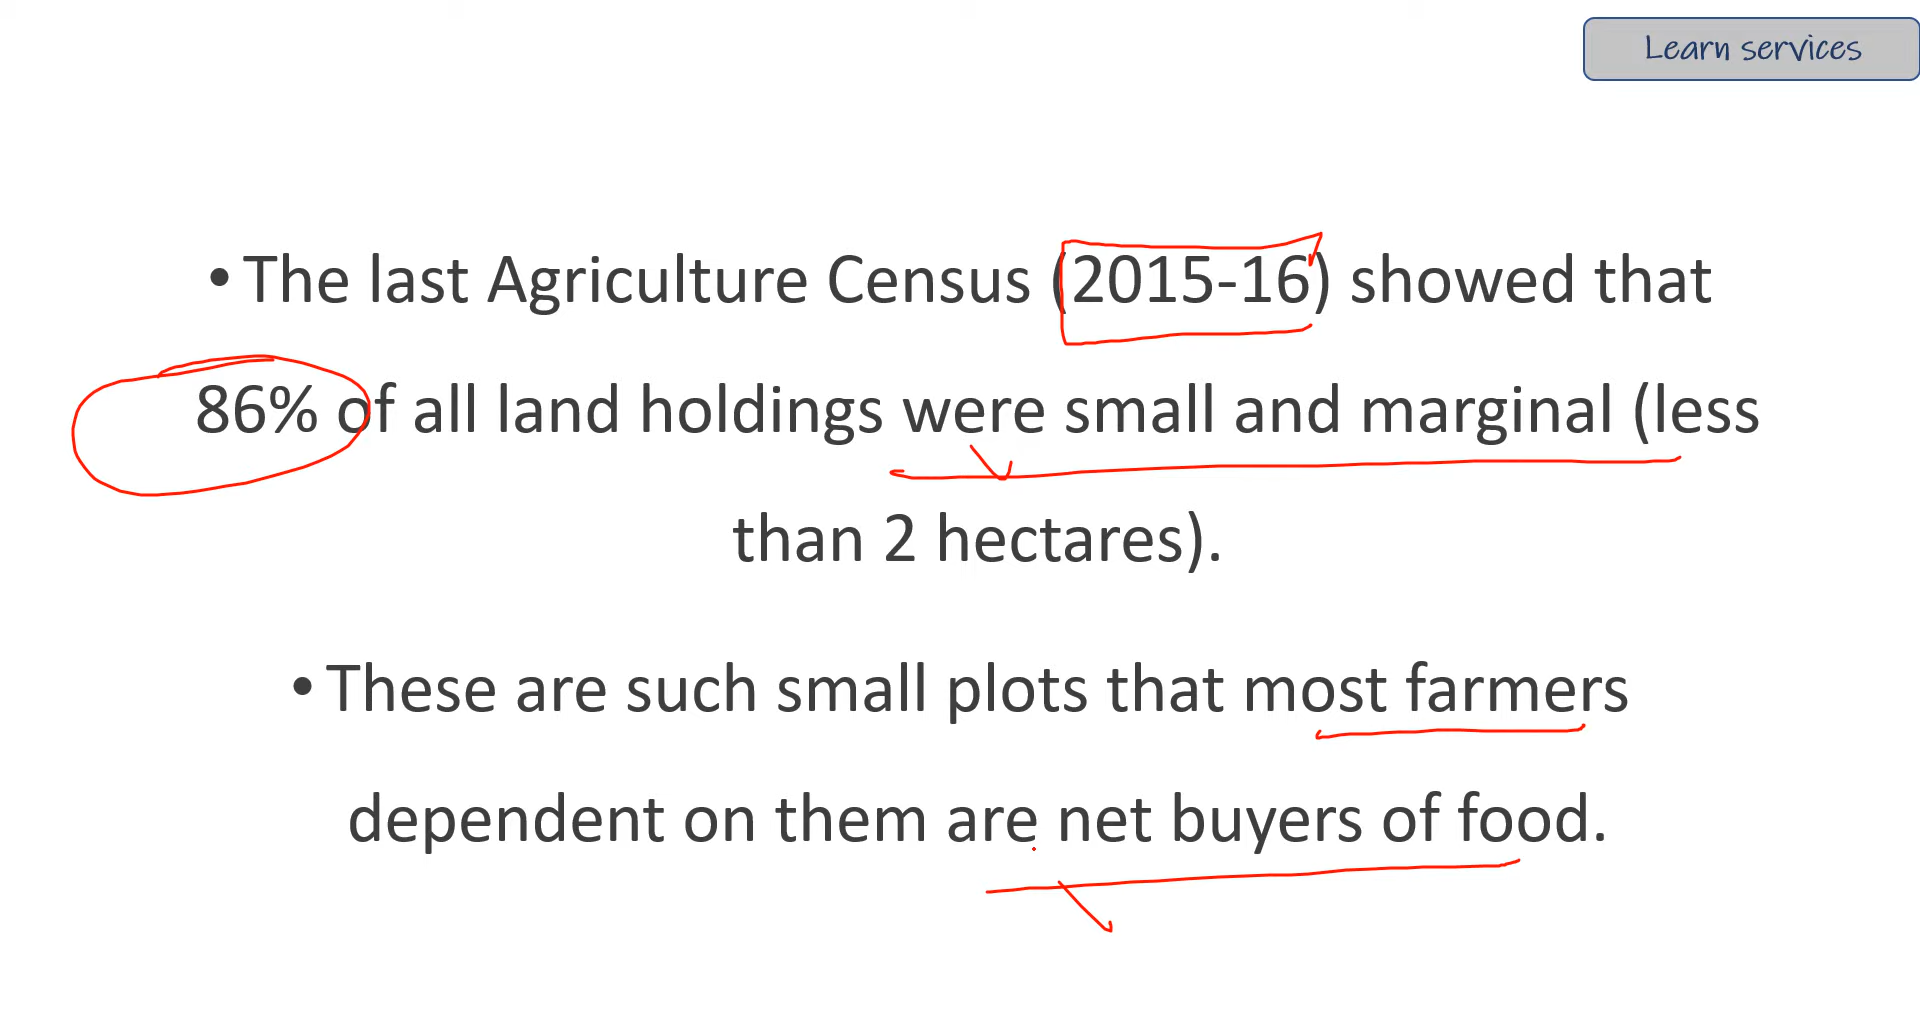 Learn services
• The last Agriculture Census (2015-16) showed that
86% of all land holdings were small and marginal (less
than 2 hectares).
• These are such small plots that most farmers
dependent on them are net buyers of food.